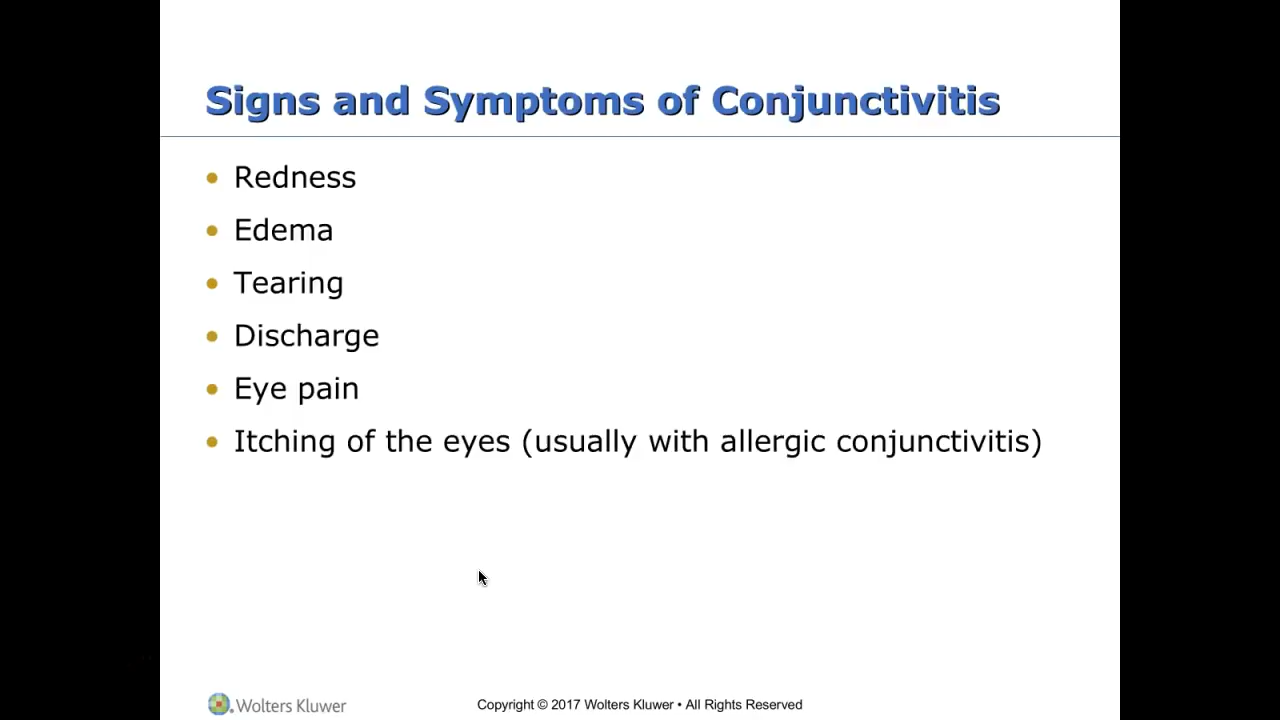 Signs and Symptoms of Conjunctivitis
• Redness
• Edema
• Tearing
• Discharge
• Eye pain
• Itching of the eyes (usually with allergic conjunctivitis)
Wolters Kluwer
Copyright © 2017 Wolters Kluwer • All Rights Reserved